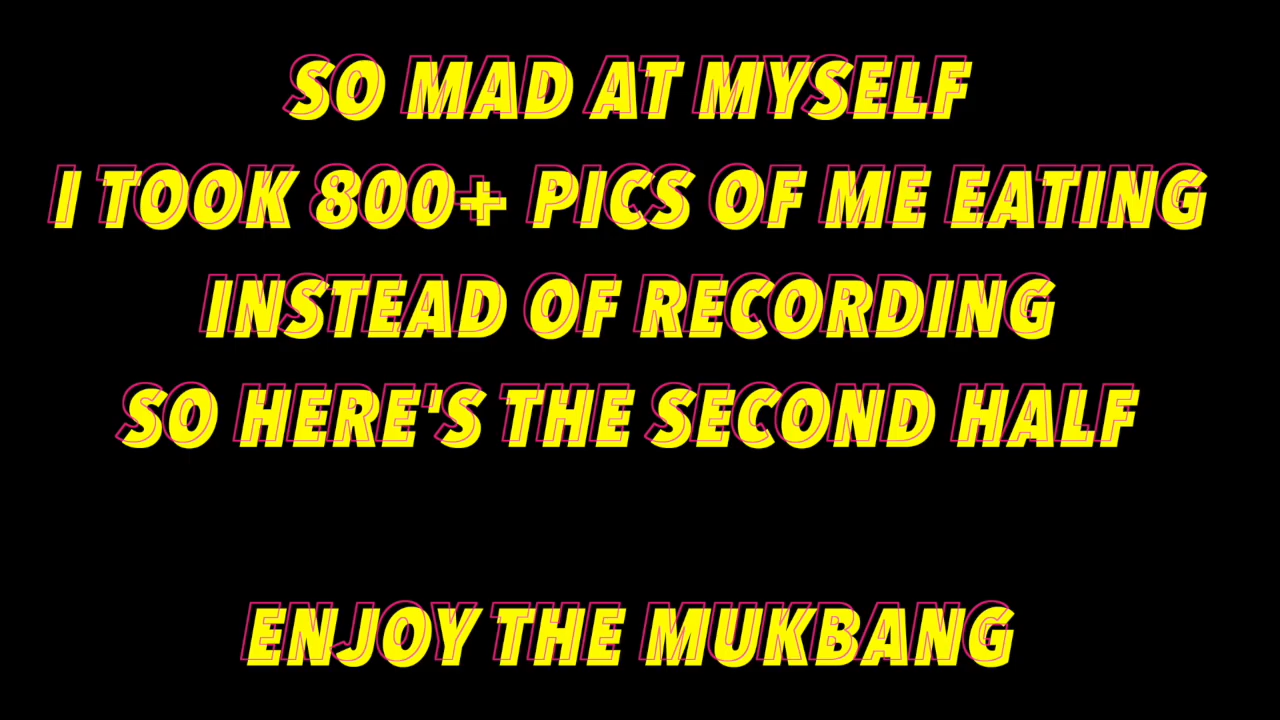 SO MAD AT MYSELF
I TOOK 800+ PICS OF ME EATING
INSTEAD OF RECORDING
SO HERE'S THE SECOND HALF
ENJOY THE MUKBANG